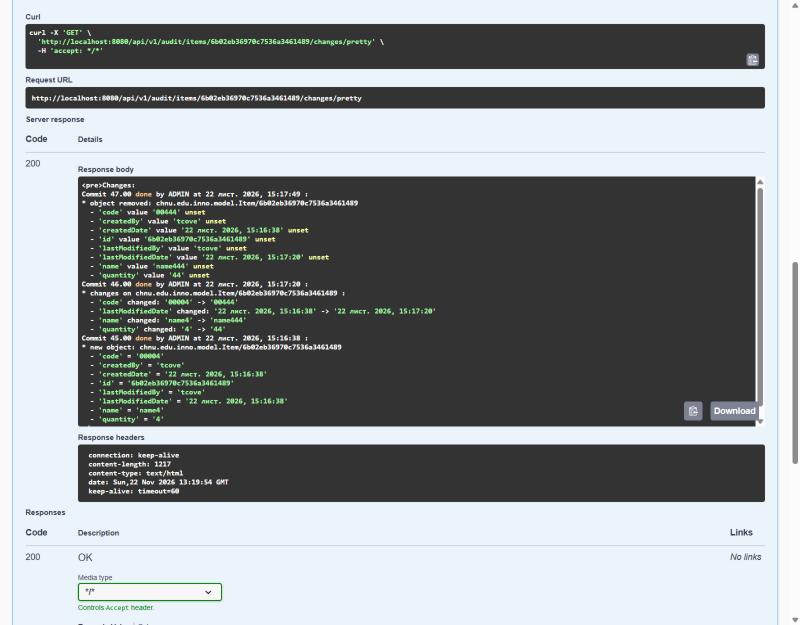 Curl
curl -X 'GET' \
'http://localhost:8080/api/v1/audit/items/6b02eb36970c7536a3461489/changes/pretty' \
-H 'accept: */*'
Request URL
http://localhost:8080/api/v1/audit/items/6b02eb36970c7536a3461489/changes/pretty
Server response
Code Details
200
Response body
<pre>Changes:
Commit 47.00 done by ADMIN at 22 лист. 2026, 15:17:49 :
* object removed: chnu.edu.inno.model.Item/6b02eb36970c7536a3461489
- 'code' value '00444' unset
- 'createdBy' value 'tcove' unset
- 'createdDate' value '22 лист. 2026, 15:16:38' unset
- 'id' value '6b02eb36970c7536a3461489' unset
- 'lastModifiedBy' value 'tcove' unset
- 'lastModifiedDate' value '22 лист. 2026, 15:17:20' unset
- 'name' value 'name444' unset
- 'quantity' value '44' unset
Commit 46.00 done by ADMIN at 22 лист. 2026, 15:17:20 :
* changes on chnu.edu.inno.model.Item/6b02eb36970c7536a3461489 :
- 'code' changed: '00004' -> '00444'
- 'lastModifiedDate' changed: '22 лист. 2026, 15:16:38' -> '22 лист. 2026, 15:17:20'
- 'name' changed: 'name4' -> 'name444'
- 'quantity' changed: '4' -> '44'
Commit 45.00 done by ADMIN at 22 лист. 2026, 15:16:38 :
* new object: chnu.edu.inno.model.Item/6b02eb36970c7536a3461489
- 'code' = '00004'
- 'createdBy' = 'tcove'
- 'createdDate' = '22 лист. 2026, 15:16:38'
- 'id' = '6b02eb36970c7536a3461489'
- 'lastModifiedBy' = 'tcove'
- 'lastModifiedDate' = '22 лист. 2026, 15:16:38'
- 'name' = 'name4'
- 'quantity' = '4'
Download
Response headers
connection: keep-alive
content-length: 1217
content-type: text/html
date: Sun,22 Nov 2026 13:19:54 GMT
keep-alive: timeout=60
Responses
Code Description Links
200 OK No links
Media type
*/*
Controls Accept header.